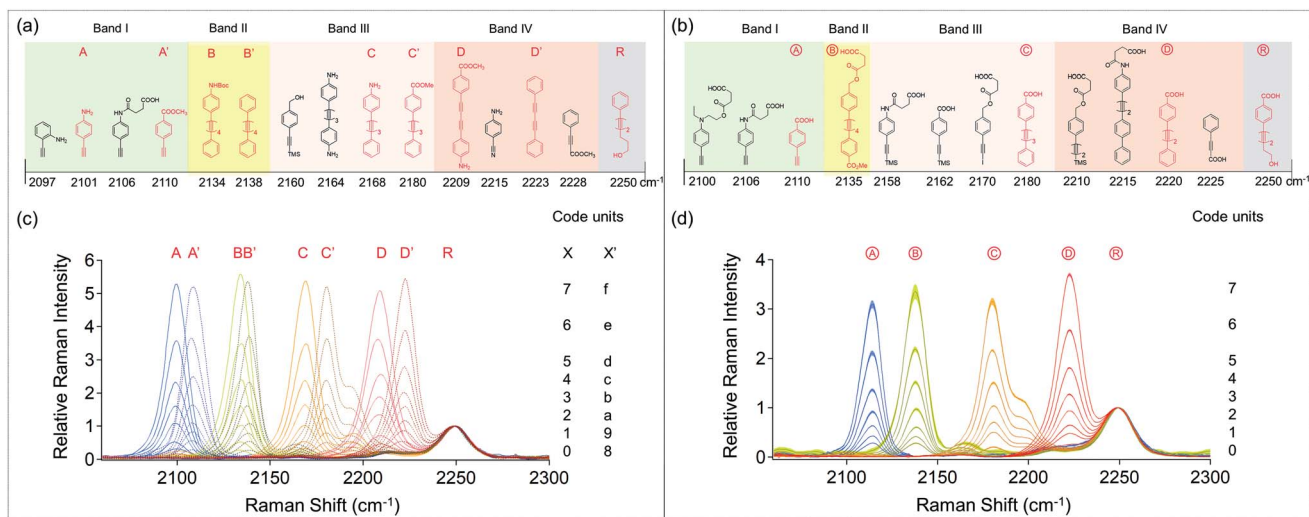 (a)
Band I Band II Band III Band IV
A A' B B' C C' D D' R
NH₂ NH₂ HN O COOH COOCH₃ NHBoc 4 4 OH TMS NH₂ 3 NH₂ NH₂ 3 COOMe 3 COOCH₃ NH₂ NH₂ CN COOCH₃ HO 2
2097 2101 2106 2110 2134 2138 2160 2164 2168 2180 2209 2215 2223 2228 2250 cm⁻¹
(b)
Band I Band II Band III Band IV
A B C D R
HOOC O O N HN O COOH COOH HOOC O O 4 CO₂Me HN O COOH TMS COOH TMS HOOC O O I COOH 3 HOOC O O 2 TMS O HN COOH 2 COOH 2 COOH COOH 2 OH
2100 2106 2110 2135 2158 2162 2170 2180 2210 2215 2220 2225 2250 cm⁻¹
(c)
Code units
A A' BB' C C' D D' R X X'
Relative Raman Intensity
6
5
4
3
2
1
0
7 f
6 e
5 d
4 c
3 b
2 a
1 9
0 8
2100 2150 2200 2250 2300
Raman Shift (cm⁻¹)
(d)
Code units
A B C D R
Relative Raman Intensity
4
3
2
1
0
7
6
5
4
3
2
1
0
2100 2150 2200 2250 2300
Raman Shift (cm⁻¹)